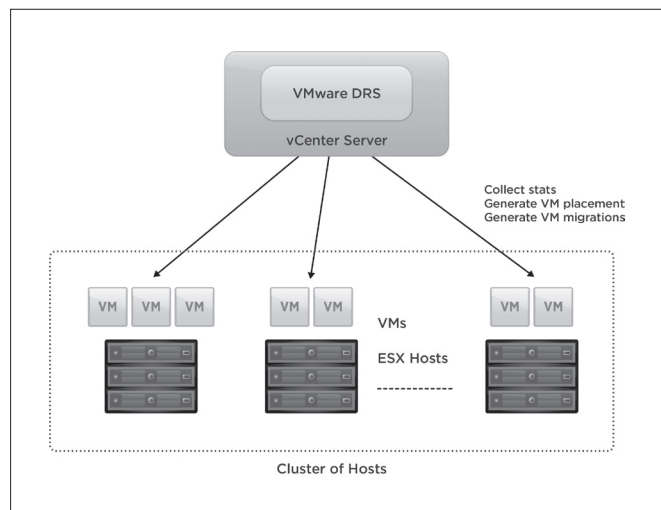 VMware DRS
vCenter Server
Collect stats
Generate VM placement
Generate VM migrations
VM VM VM VM VM VM VM
VMs
ESX Hosts
Cluster of Hosts